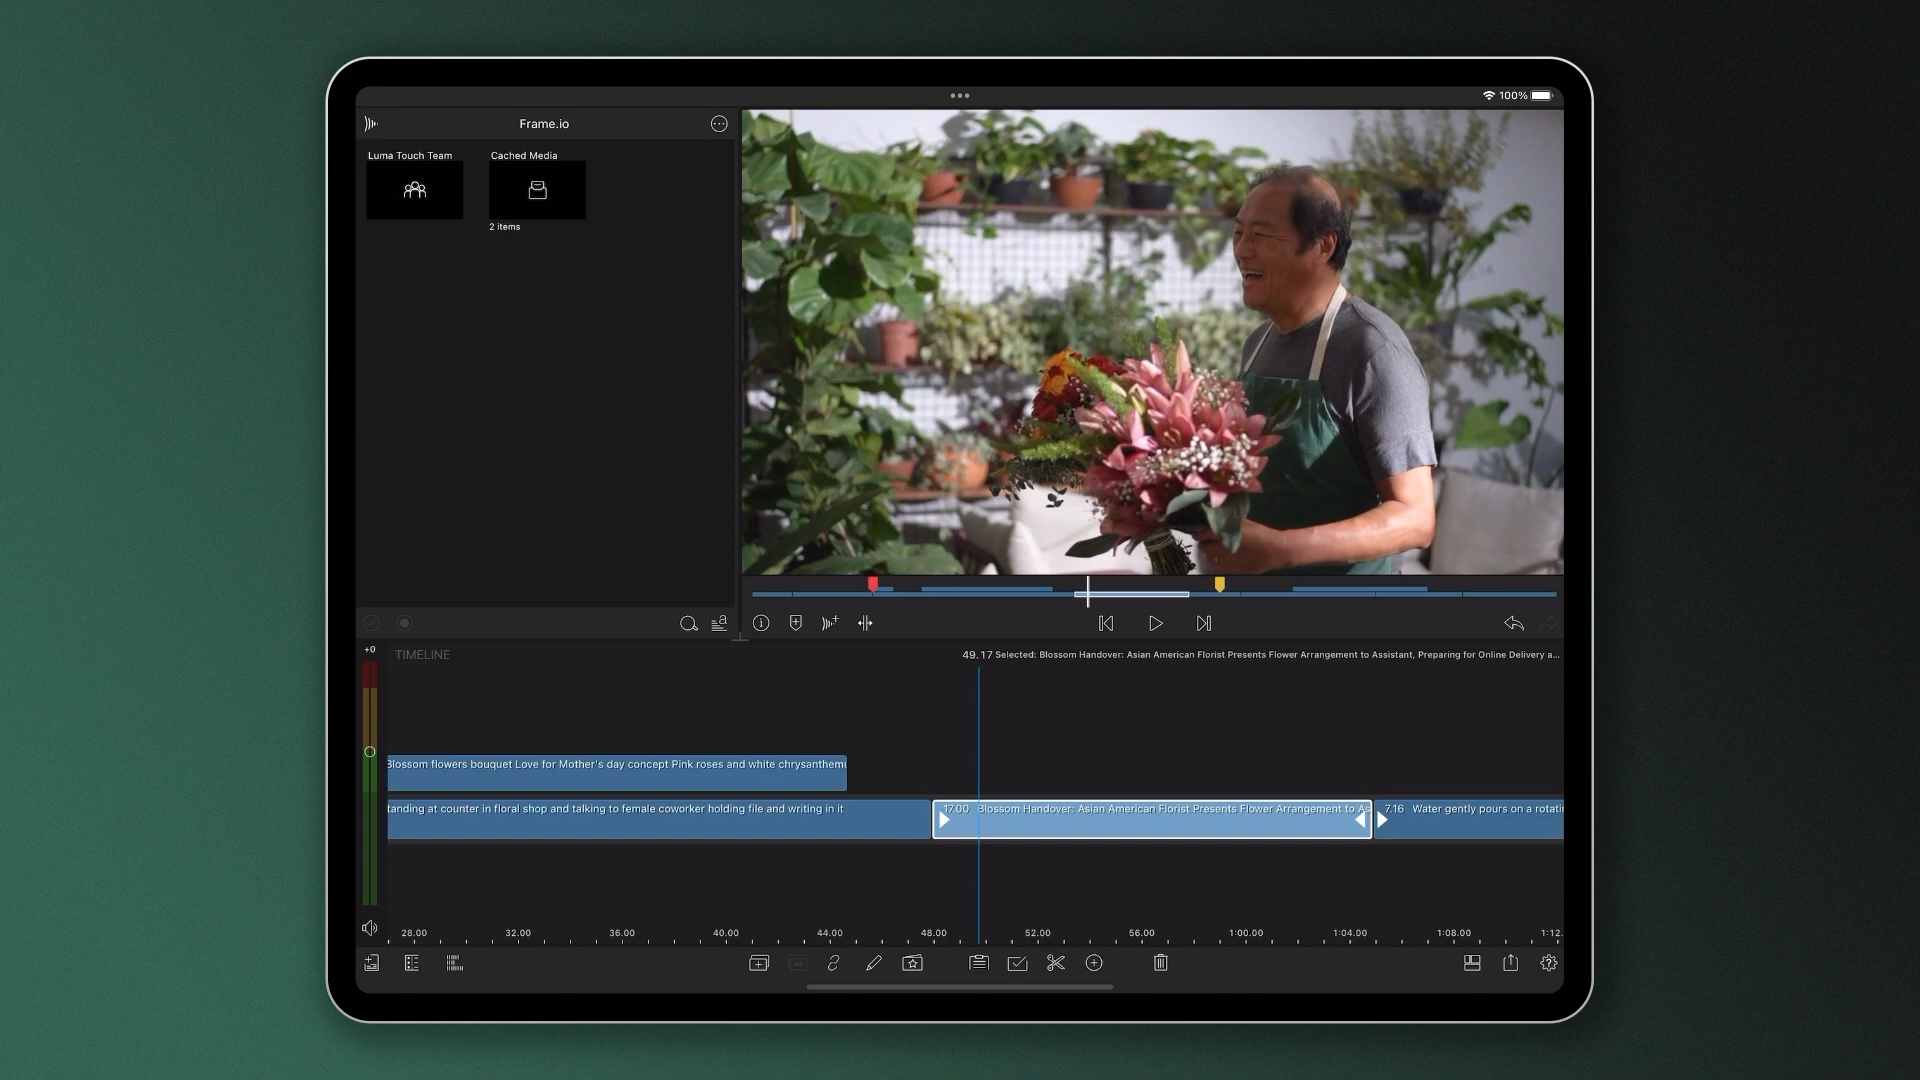 100%
Frame.io
Luma Touch Team
Cached Media
2 items
+0
TIMELINE
49.17 Selected: Blossom Handover: Asian American Florist Presents Flower Arrangement to Assistant, Preparing for Online Delivery a...
Blossom flowers bouquet Love for Mother's day concept Pink roses and white chrysanthemu
tanding at counter in floral shop and talking to female coworker holding file and writing in it
17.00 Blossom Handover: Asian American Florist Presents Flower Arrangement to As
7.16 Water gently pours on a rotati
28.00 32.00 36.00 40.00 44.00 48.00 52.00 56.00 1:00.00 1:04.00 1:08.00 1:12.